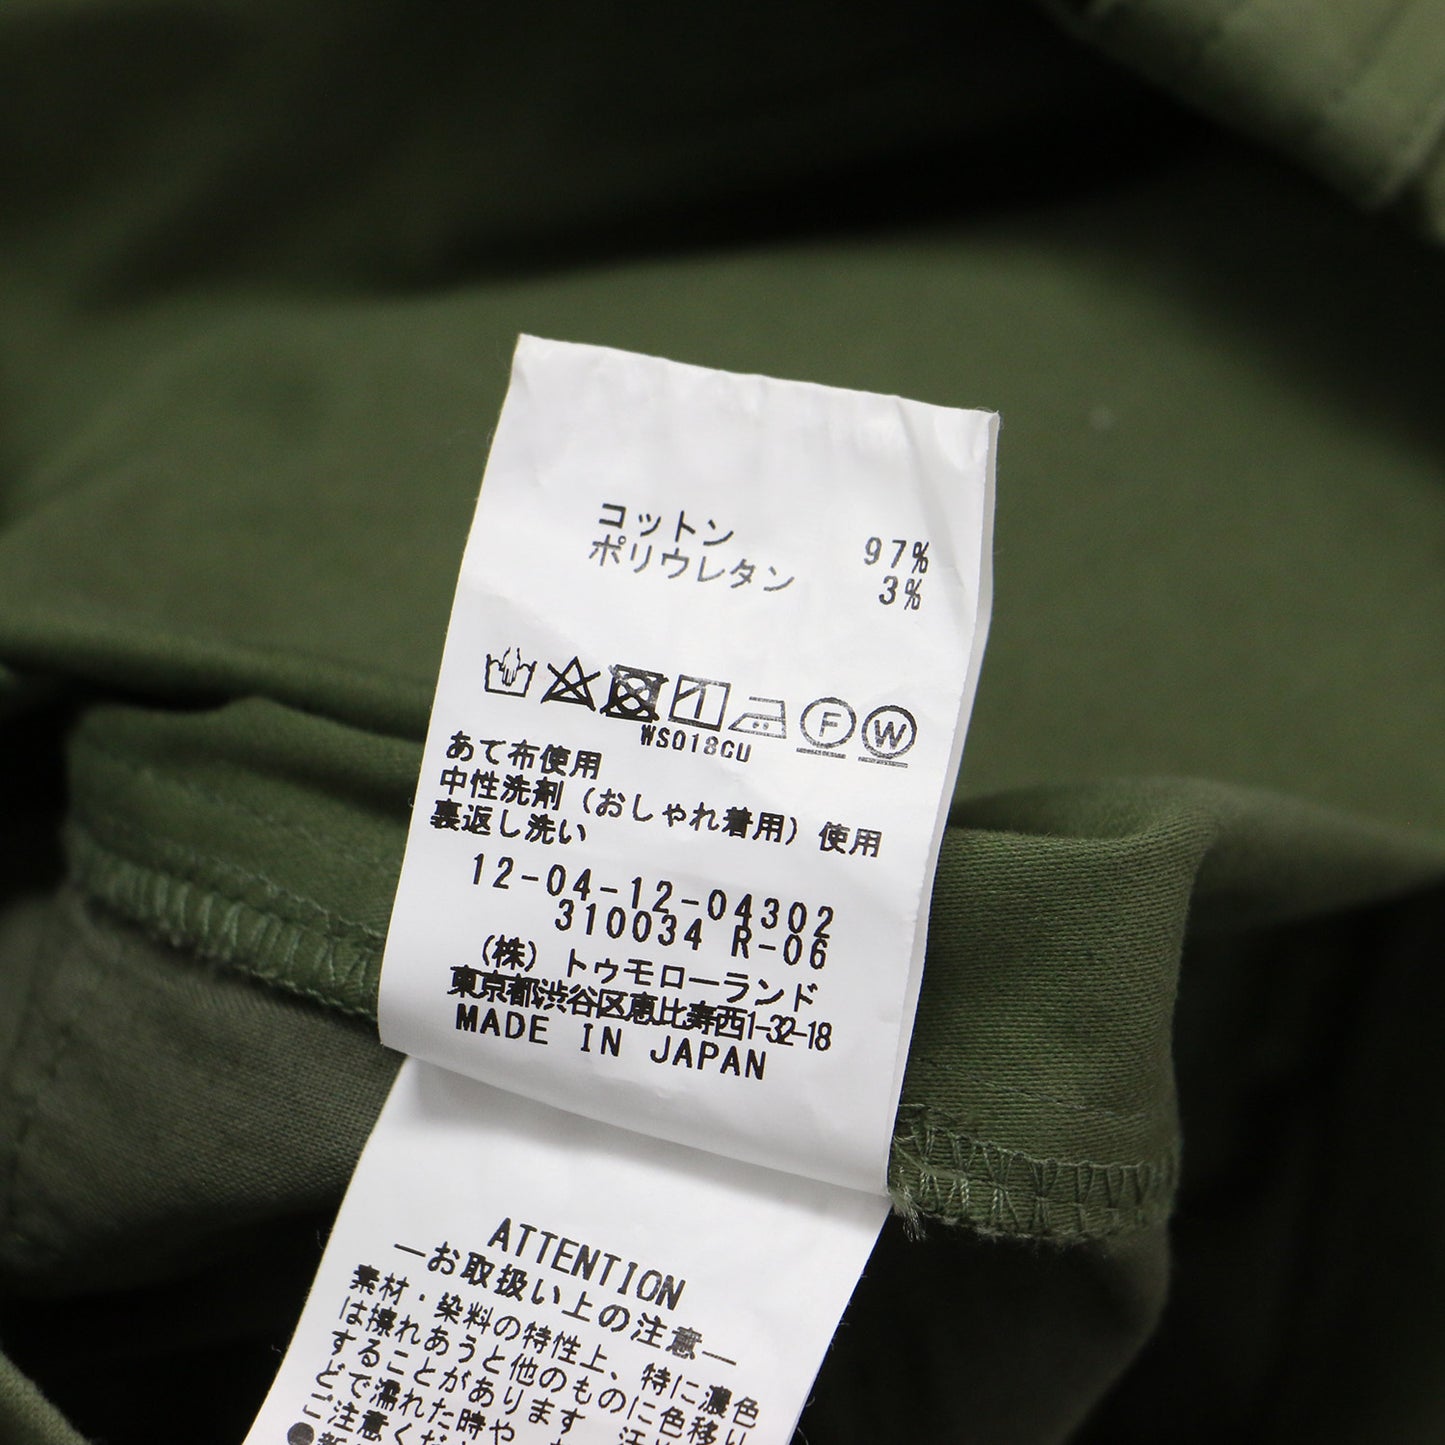 コットン 97%
ポリウレタン 3%
F W
WS018CU
あて布使用
中性洗剤（おしゃれ着用）使用
裏返し洗い
12-04-12-04302
310034 R-06
（株）トゥモローランド
東京都渋谷区恵比寿西1-32-18
MADE IN JAPAN
ATTENTION
―お取扱い上の注意―
素材・染料の特性上、特に濃色
は擦れあうと他のものに色移り
することがあります
どで濡れた時や
ご注意くだ